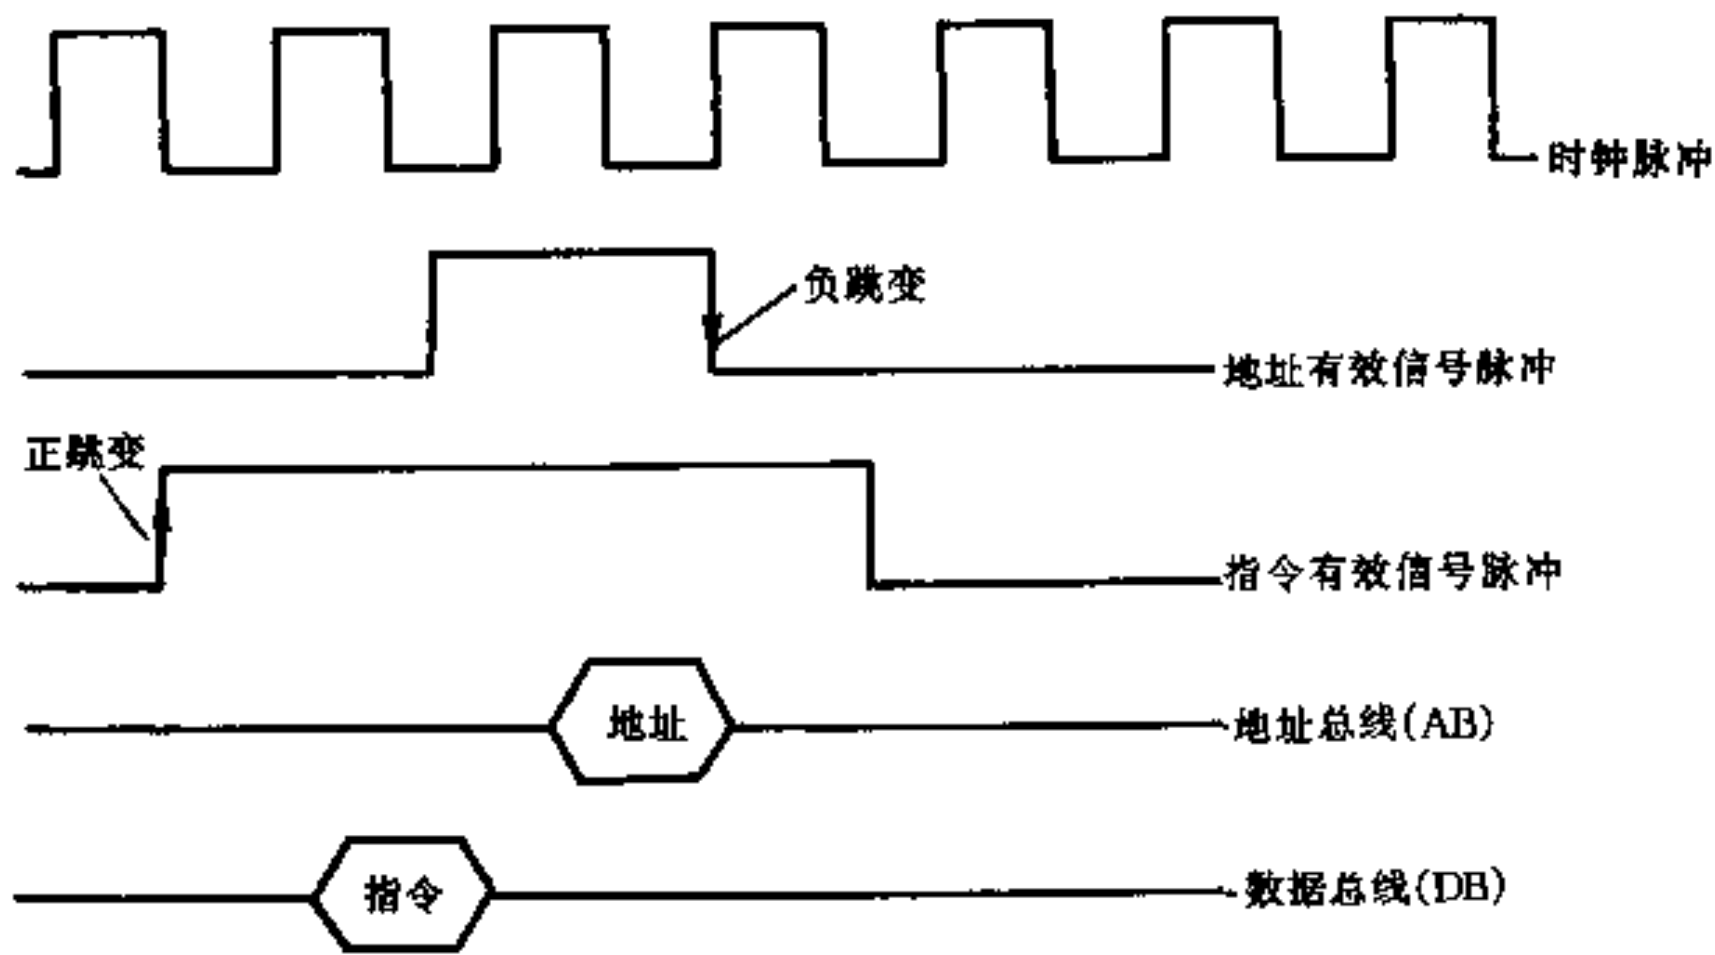 时钟脉冲
负跳变
地址有效信号脉冲
正跳变
指令有效信号脉冲
地址
地址总线(AB)
指令
数据总线(DB)